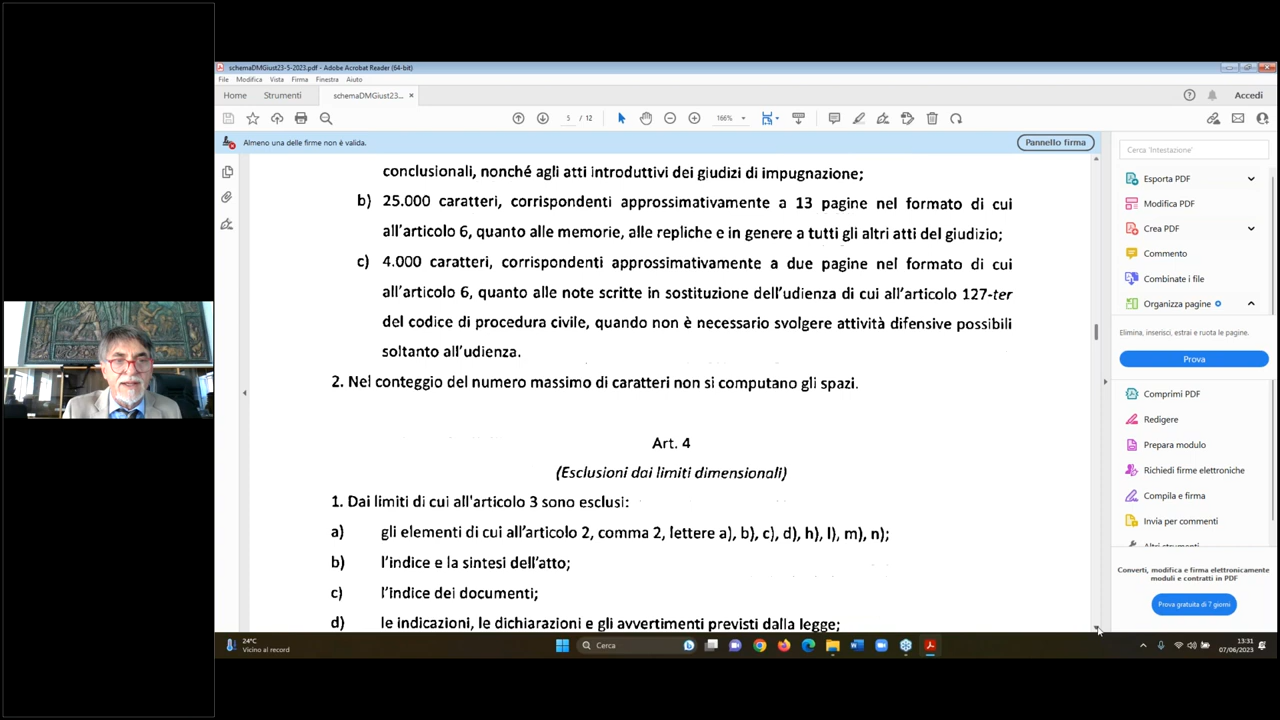 schemaDMGiust23-5-2023.pdf - Adobe Acrobat Reader (64-bit)
File Modifica Vista Firma Finestra Aiuto
Home Strumenti schemaDMGiust23... × Accedi
5 / 12 166%
Almeno una delle firme non é valida. Pannello firma
conclusionali, nonché agli atti introduttivi dei giudizi di impugnazione;
b) 25.000 caratteri, corrispondenti approssimativamente a 13 pagine nel formato di cui
all'articolo 6, quanto alle memorie, alle repliche e in genere a tutti gli altri atti del giudizio;
c) 4.000 caratteri, corrispondenti approssimativamente a due pagine nel formato di cui
all'articolo 6, quanto alle note scritte in sostituzione dell'udienza di cui all'articolo 127-ter
del codice di procedura civile, quando non è necessario svolgere attività difensive possibili
soltanto all'udienza.
2. Nel conteggio del numero massimo di caratteri non si computano gli spazi.
Art. 4
(Esclusioni dai limiti dimensionali)
1. Dai limiti di cui all'articolo 3 sono esclusi:
a) gli elementi di cui all'articolo 2, comma 2, lettere a), b), c), d), h), l), m), n);
b) l'indice e la sintesi dell'atto;
c) l'indice dei documenti;
d) le indicazioni, le dichiarazioni e gli avvertimenti previsti dalla legge;
Cerca 'Intestazione'
Esporta PDF
Modifica PDF
Crea PDF
Commento
Combinate i file
Organizza pagine
Elimina, inserisci, estrai e ruota le pagine.
Prova
Comprimi PDF
Redigere
Prepara modulo
Richiedi firme elettroniche
Compila e firma
Invia per commenti
Altri strumenti
Converti, modifica e firma elettronicamente
moduli e contratti in PDF
Prova gratuita di 7 giorni
24°C
Vicino al record
Cerca
13:31
07/06/2023